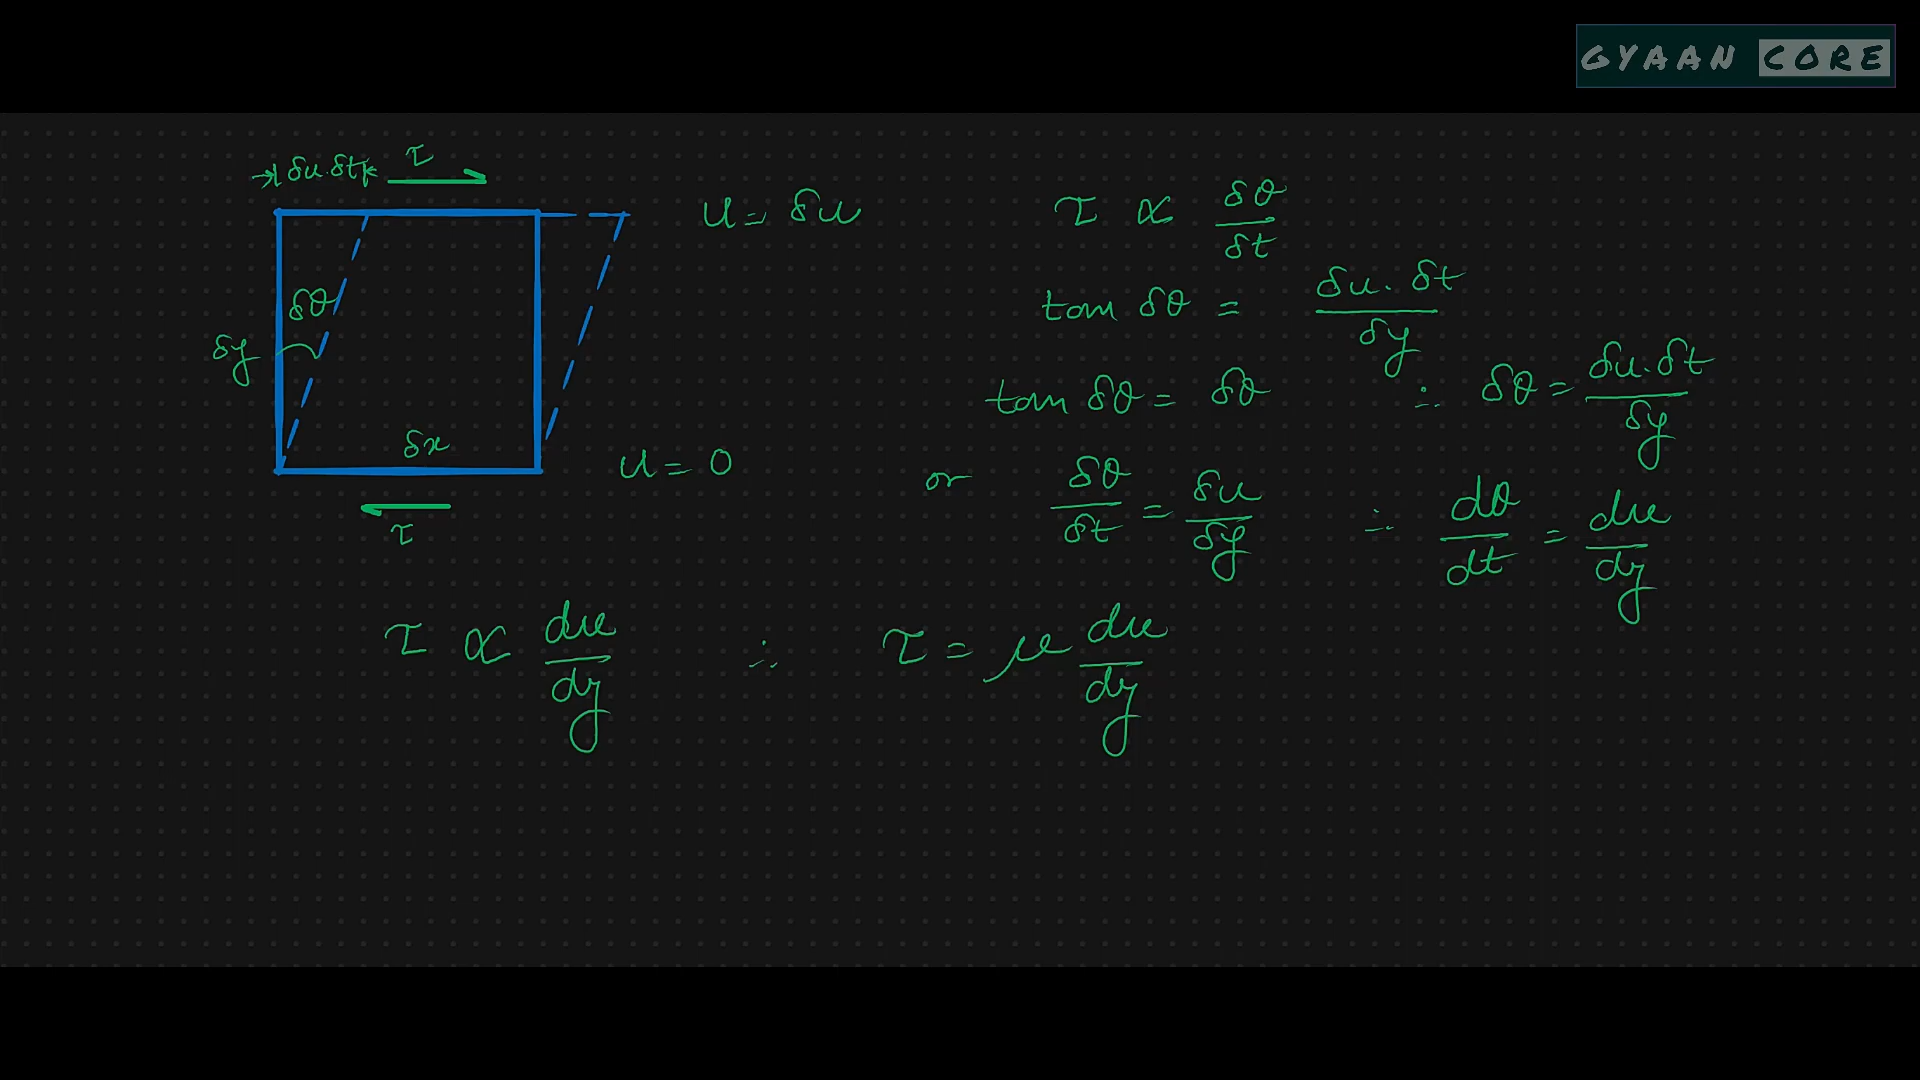 GYAAN CORE
δu.δt τ
u = δu
τ ∝ δθ/δt
tan δθ = δu. δt/δy
δθ
δy
tan δθ = δθ ∴ δθ = δu.δt/δy
δx
u = 0
or δθ/δt = δu/δy ∴ dθ/dt = du/dy
τ
τ ∝ du/dy ∴ τ = μ du/dy